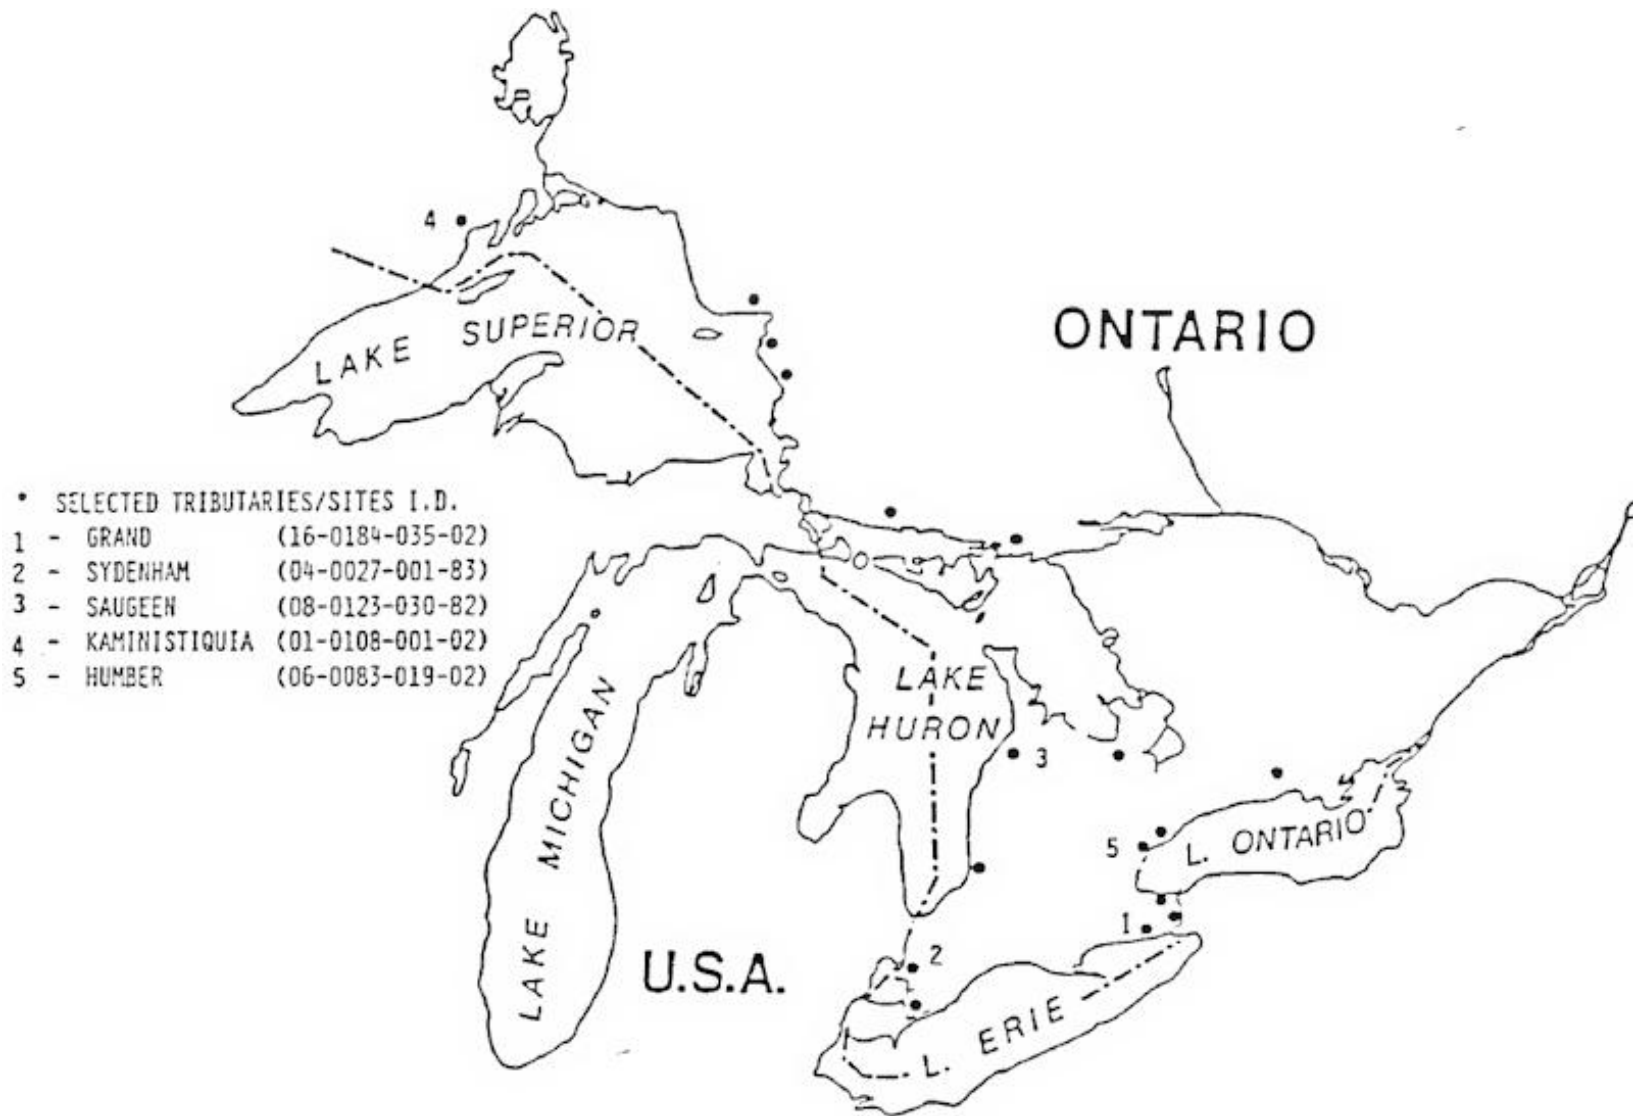 4
ONTARIO
LAKE SUPERIOR
• SELECTED TRIBUTARIES/SITES I.D.
1 - GRAND (16-0184-035-02)
2 - SYDENHAM (04-0027-001-83)
3 - SAUGEEN (08-0123-030-82)
4 - KAMINISTIQUIA (01-0108-001-02)
5 - HUMBER (06-0083-019-02)
LAKE
HURON
3
LAKE MICHIGAN
5
L. ONTARIO
1
2
U.S.A.
L. ERIE